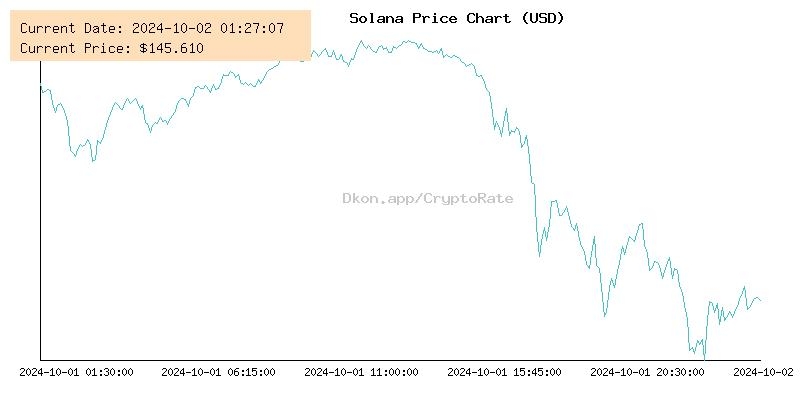 Solana Price Chart (USD)
Current Date: 2024-10-02 01:27:07
Current Price: $145.610
Dkon.app/CryptoRate
2024-10-01 01:30:00 2024-10-01 06:15:00 2024-10-01 11:00:00 2024-10-01 15:45:00 2024-10-01 20:30:00 2024-10-02